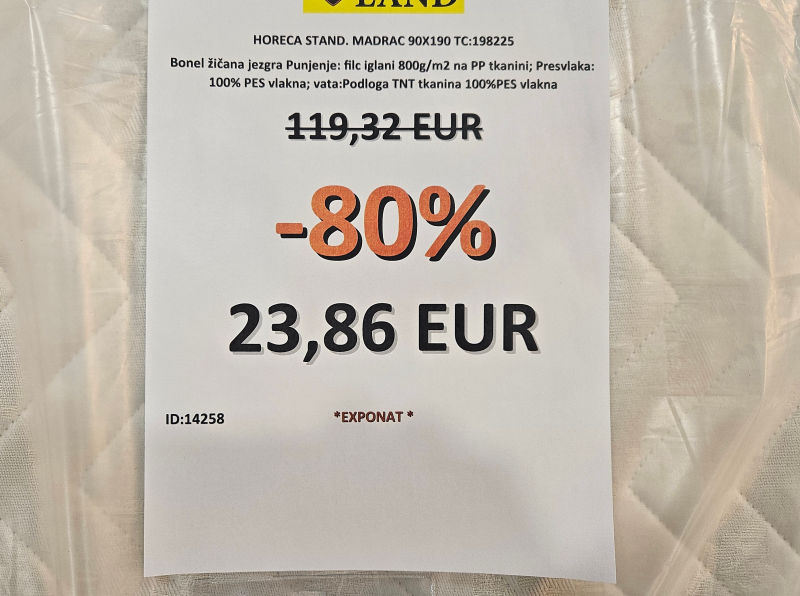 LAND
HORECA STAND. MADRAC 90X190 TC:198225
Bonel žičana jezgra Punjenje: filc iglani 800g/m2 na PP tkanini; Presvlaka:
100% PES vlakna; vata:Podloga TNT tkanina 100%PES vlakna
119,32 EUR
-80%
23,86 EUR
ID:14258
*EXPONAT *